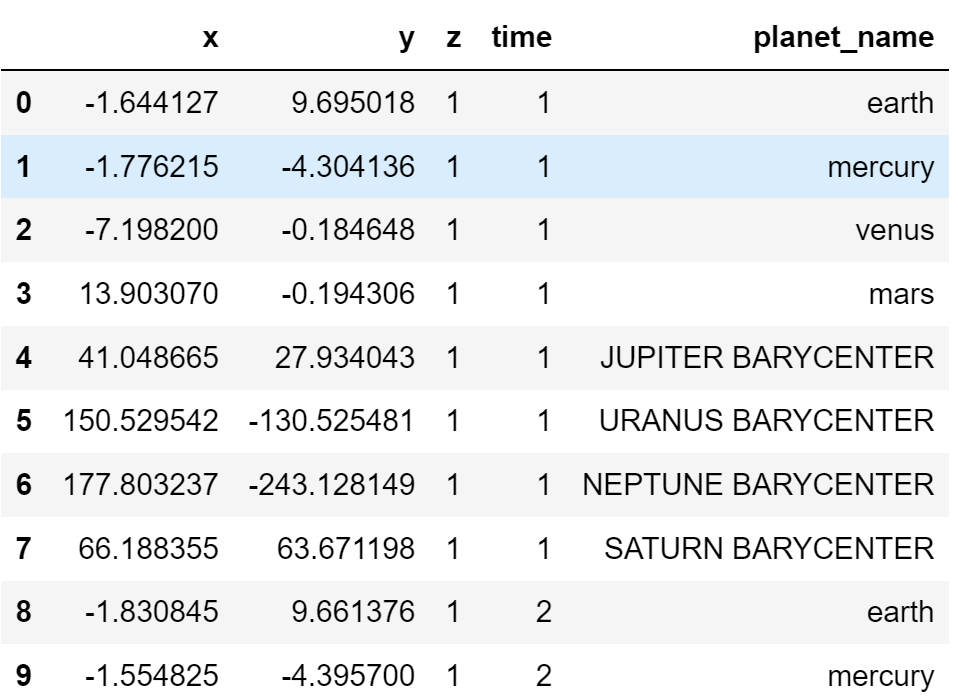 x y z time planet_name
0 -1.644127 9.695018 1 1 earth
1 -1.776215 -4.304136 1 1 mercury
2 -7.198200 -0.184648 1 1 venus
3 13.903070 -0.194306 1 1 mars
4 41.048665 27.934043 1 1 JUPITER BARYCENTER
5 150.529542 -130.525481 1 1 URANUS BARYCENTER
6 177.803237 -243.128149 1 1 NEPTUNE BARYCENTER
7 66.188355 63.671198 1 1 SATURN BARYCENTER
8 -1.830845 9.661376 1 2 earth
9 -1.554825 -4.395700 1 2 mercury